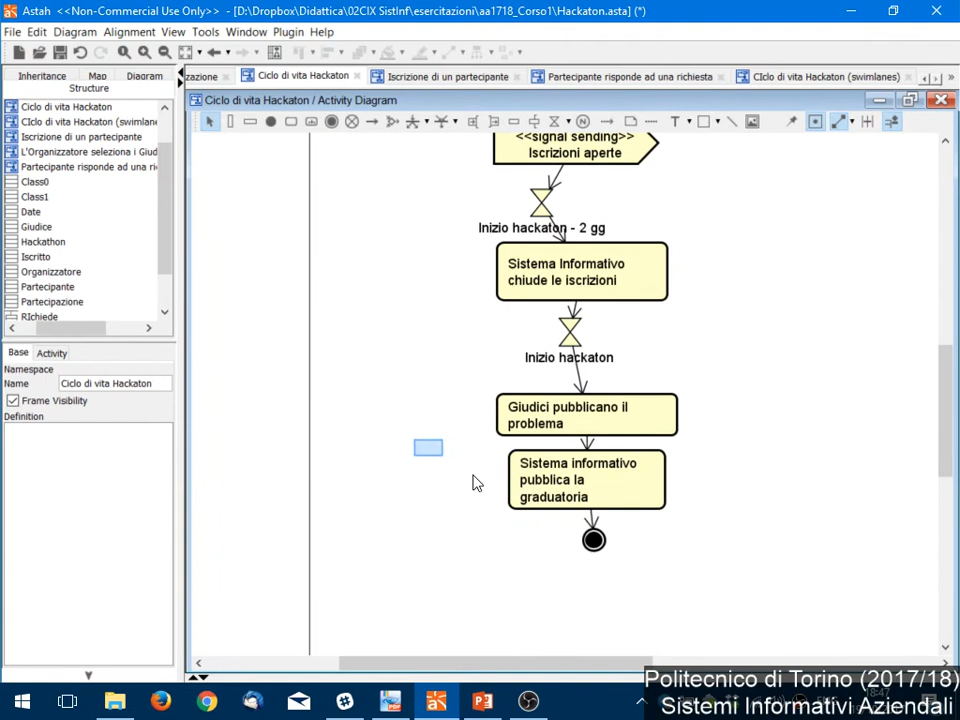 Astah <<Non-Commercial Use Only>> - [D:\Dropbox\Didattica\02CIX SistInf\esercitazioni\aa1718_Corso1\Hackaton.asta] (*)
File Edit Diagram Alignment View Tools Window Plugin Help
Inheritance Map Diagram
Structure
Ciclo di vita Hackaton
CIclo di vita Hackaton (swimlane
Iscrizione di un partecipante
L'Organizzatore seleziona i Giud
Partecipante risponde ad una ri
Class0
Class1
Date
Giudice
Hackathon
Iscritto
Organizzatore
Partecipante
Partecipazione
RIchiede
Base Activity
Namespace
Name Ciclo di vita Hackaton
Frame Visibility
Definition
zazione Ciclo di vita Hackaton Iscrizione di un partecipante Partecipante risponde ad una richiesta CIclo di vita Hackaton (swimlanes)
Ciclo di vita Hackaton / Activity Diagram
<<signal sending>>
Iscrizioni aperte
Inizio hackaton - 2 gg
Sistema Informativo
chiude le iscrizioni
Inizio hackaton
Giudici pubblicano il
problema
Sistema informativo
pubblica la
graduatoria
Politecnico di Torino (2017/18)
18:47
Sistemi Informativi Aziendali